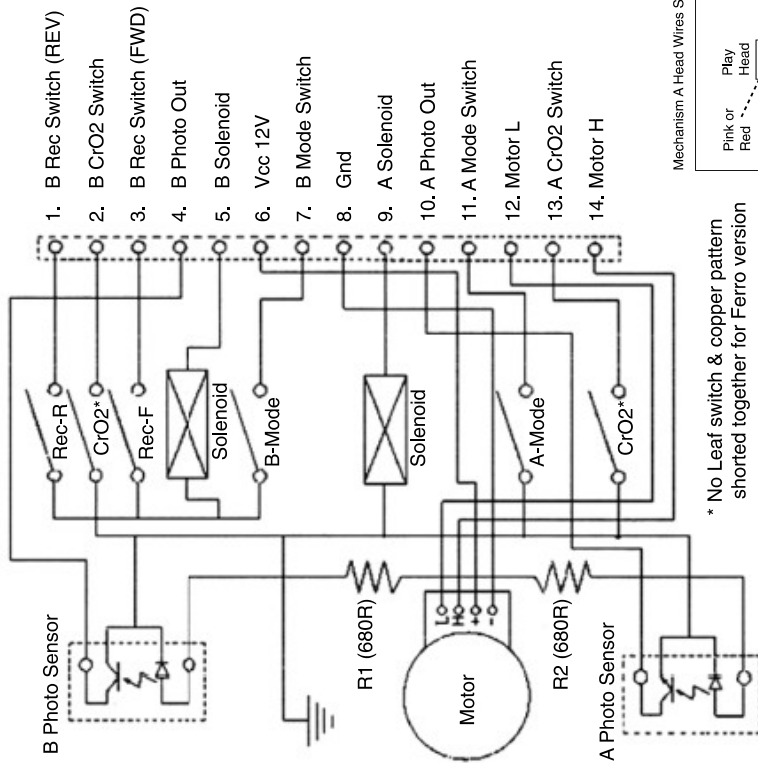 1. B Rec Switch (REV)
2. B CrO2 Switch
3. B Rec Switch (FWD)
4. B Photo Out
5. B Solenoid
6. Vcc 12V
7. B Mode Switch
8. Gnd
9. A Solenoid
10. A Photo Out
11. A Mode Switch
12. Motor L
13. A CrO2 Switch
14. Motor H
Rec-R
CrO2*
Rec-F
Solenoid
B-Mode
Solenoid
A-Mode
CrO2*
B Photo Sensor
R1 (680R)
L
H
+
-
Motor
R2 (680R)
A Photo Sensor
* No Leaf switch & copper pattern
shorted together for Ferro version
Mechanism A Head Wires
Pink or
Red
Play
Head